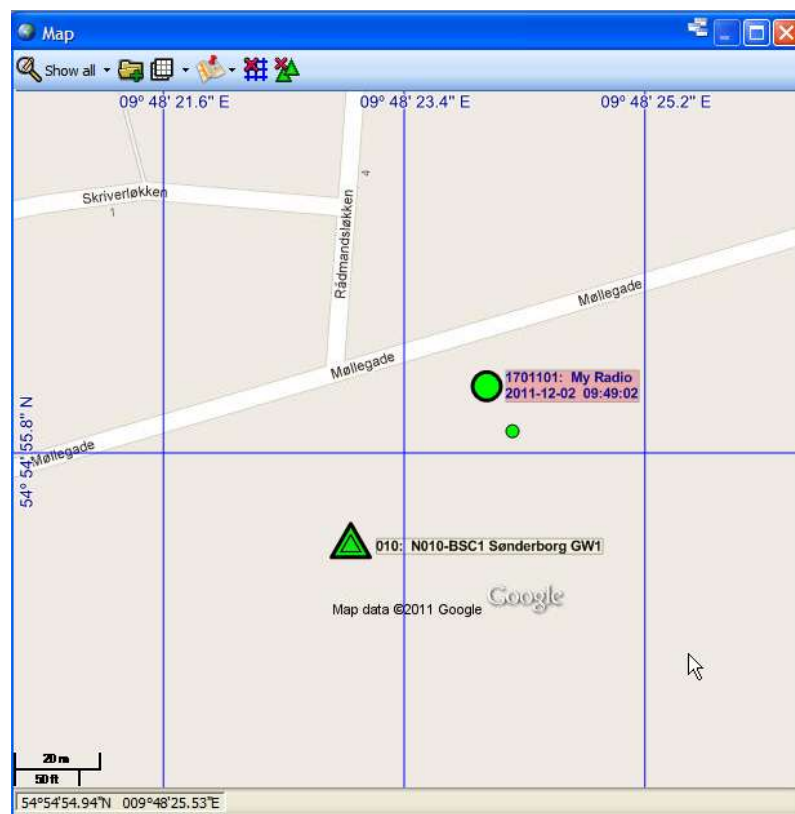 Map
Show all
09° 48' 21.6" E
09° 48' 23.4" E
09° 48' 25.2" E
4
Skriverløkken
1
Rådmandsløkken
Møllegade
Møllegade
1701101: My Radio
2011-12-02 09:49:02
54° 54' 55.8" N
Møllegade
010: N010-BSC1 Sønderborg GW1
Google
Map data ©2011 Google
20 m
50 ft
54°54'54.94"N 009°48'25.53"E